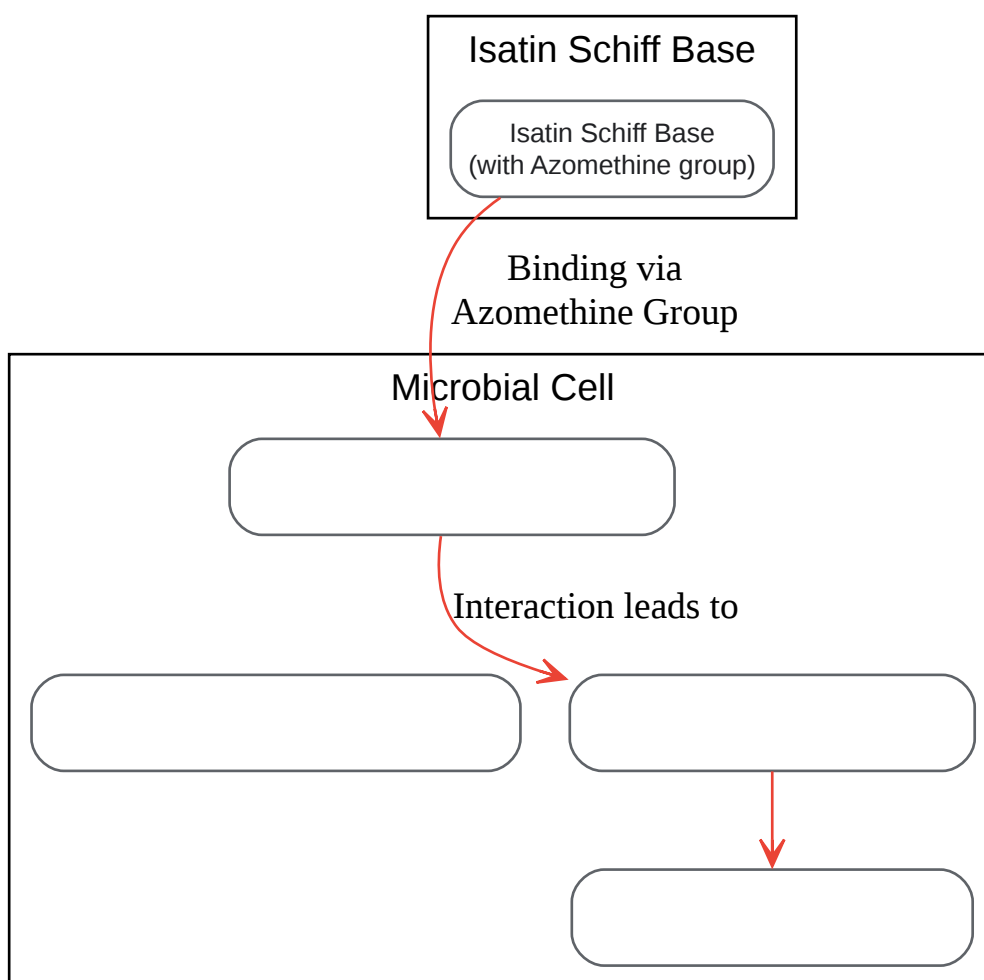 Isatin Schiff Base
Isatin Schiff Base
(with Azomethine group)
Binding via
Azomethine Group
Microbial Cell
Interaction leads to